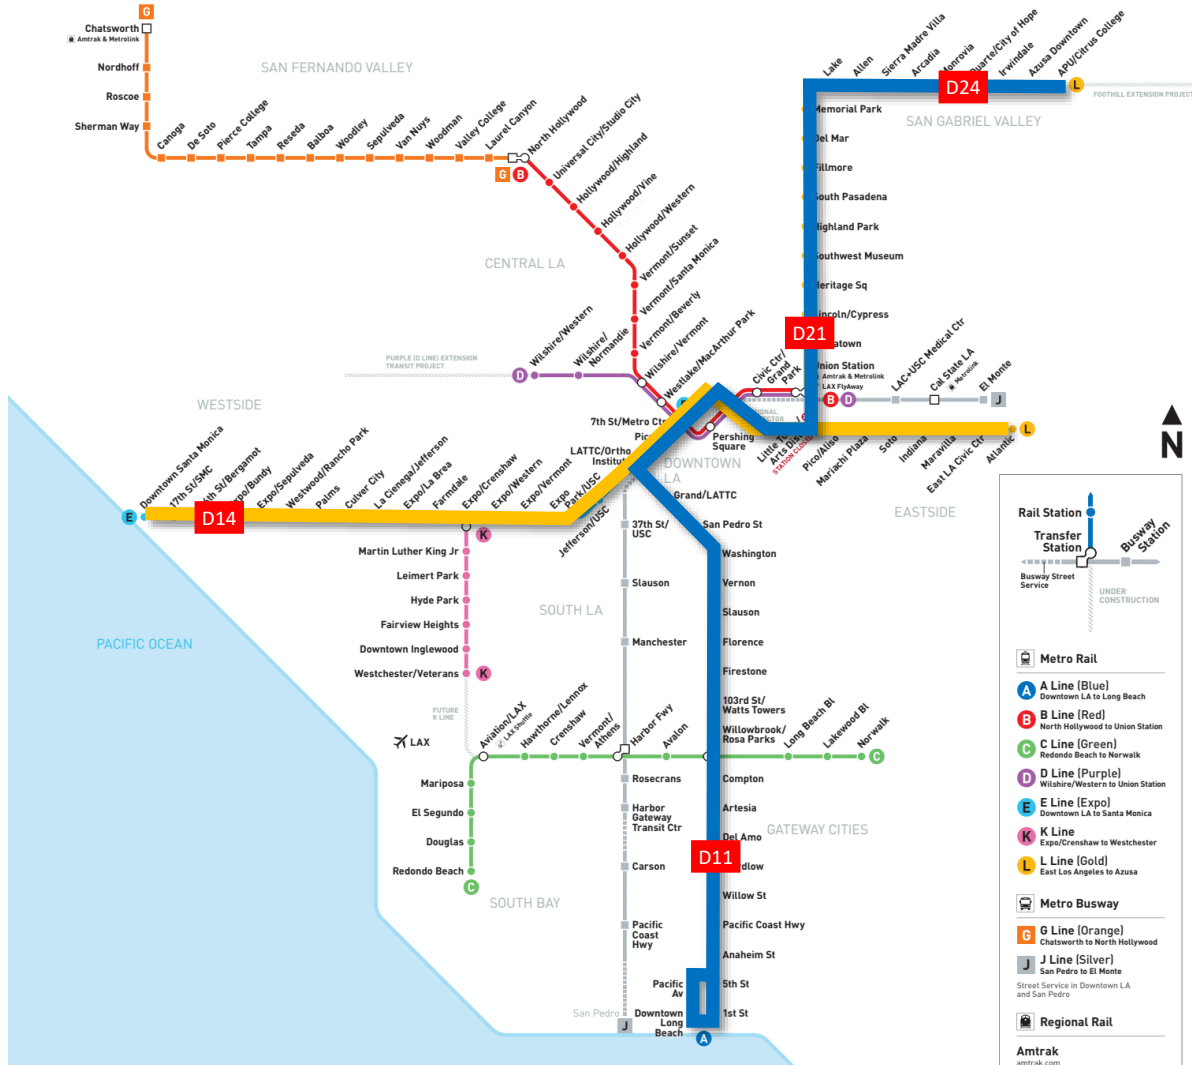 G
Chatsworth
Amtrak & Metrolink
Nordhoff
Roscoe
Sherman Way
SAN FERNANDO VALLEY
Canoga
De Soto
Pierce College
Tampa
Reseda
Balboa
Woodley
Sepulveda
Van Nuys
Woodman
Valley College
Laurel Canyon
North Hollywood
G
B
Universal City/Studio City
Hollywood/Highland
Hollywood/Vine
Hollywood/Western
Vermont/Sunset
Vermont/Santa Monica
Vermont/Beverly
Wilshire/Vermont
Westlake/MacArthur Park
CENTRAL LA
Lake
Allen
Sierra Madre Villa
Arcadia
Duarte/City of Hope
Irwindale
Azusa Downtown
APU/Citrus College
D24
L
FOOTHILL EXTENSION PROJECT
SAN GABRIEL VALLEY
Memorial Park
Del Mar
Fillmore
South Pasadena
Highland Park
Southwest Museum
Heritage Sq
Lincoln/Cypress
D21
Union Station
Amtrak & Metrolink
LAX FlyAway
B
D
Civic Ctr/
Grand
Park
LAC+USC Medical Ctr
Cal State LA
Metrolink
El Monte
J
PURPLE (D LINE) EXTENSION
TRANSIT PROJECT
D
Wilshire/Western
Wilshire/
Normandie
WESTSIDE
7th St/Metro Ctr
Pershing
Square
LATTC/Ortho
Institute
DOWNTOWN
LA
Little
Arts
STATION CLOSED
Pico/Aliso
Mariachi Plaza
Soto
Indiana
Maravilla
East LA Civic Ctr
Atlantic
L
EASTSIDE
N
E
Downtown Santa Monica
17th St/SMC
D14
Expo/Bundy
Expo/Sepulveda
Westwood/Rancho Park
Palms
Culver City
La Cienega/Jefferson
Expo/La Brea
Farmdale
Expo/Crenshaw
Expo/Western
Expo/Vermont
Expo
Park/USC
Jefferson/USC
K
Martin Luther King Jr
Leimert Park
Hyde Park
Fairview Heights
Downtown Inglewood
Westchester/Veterans
K
FUTURE
K LINE
PACIFIC OCEAN
SOUTH LA
37th St/
USC
Slauson
Manchester
Grand/LATTC
San Pedro St
Washington
Vernon
Slauson
Florence
Firestone
103rd St/
Watts Towers
Willowbrook/
Rosa Parks
Compton
Artesia
Del Amo
D11
Willow St
Pacific Coast Hwy
Anaheim St
5th St
1st St
Pacific
Av
Downtown
Long
Beach
A
GATEWAY CITIES
LAX
Aviation/LAX
LAX Shuttle
Hawthorne/Lennox
Crenshaw
Vermont/
Athens
Harbor Fwy
Avalon
Long Beach Bl
Lakewood Bl
Norwalk
C
Mariposa
El Segundo
Douglas
Redondo Beach
C
SOUTH BAY
Rosecrans
Harbor
Gateway
Transit Ctr
Carson
Pacific
Coast
Hwy
San Pedro
J
Rail Station
Transfer
Station
Busway
Station
Busway Street
Service
UNDER
CONSTRUCTION
Metro Rail
A A Line (Blue)
Downtown LA to Long Beach
B B Line (Red)
North Hollywood to Union Station
C C Line (Green)
Redondo Beach to Norwalk
D D Line (Purple)
Wilshire/Western to Union Station
E E Line (Expo)
Downtown LA to Santa Monica
K K Line
Expo/Crenshaw to Westchester
L L Line (Gold)
East Los Angeles to Azusa
Metro Busway
G G Line (Orange)
Chatsworth to North Hollywood
J J Line (Silver)
San Pedro to El Monte
Street Service in Downtown LA
and San Pedro
Regional Rail
Amtrak
amtrak.com